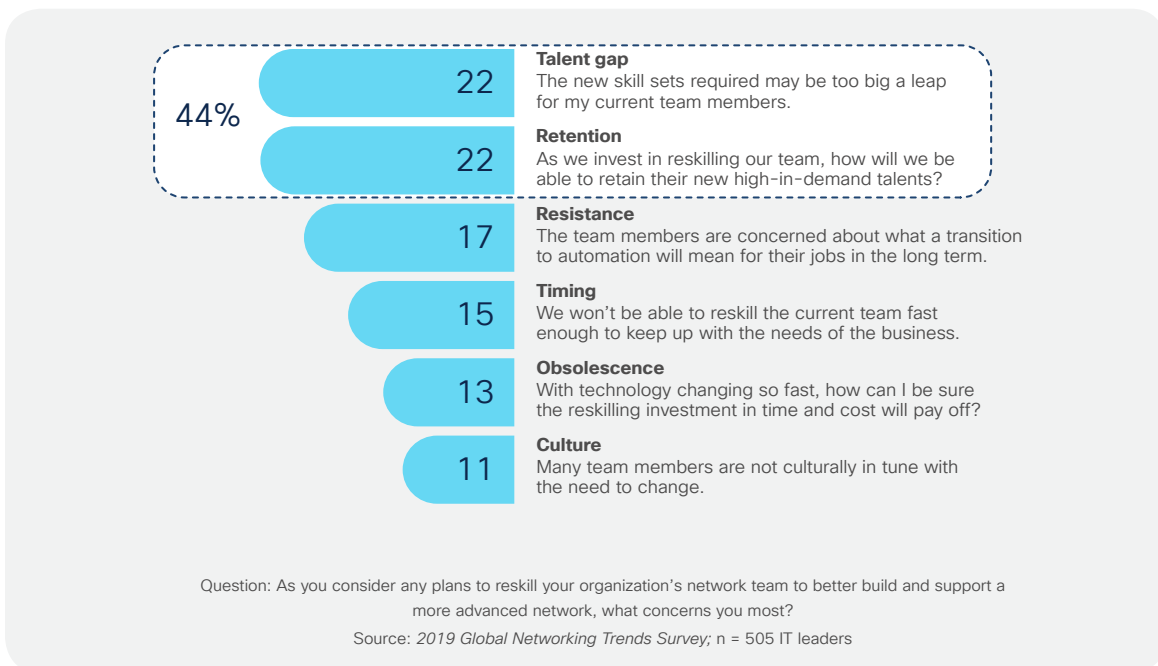 44%
22
Talent gap
The new skill sets required may be too big a leap
for my current team members.
22
Retention
As we invest in reskilling our team, how will we be
able to retain their new high-in-demand talents?
17
Resistance
The team members are concerned about what a transition
to automation will mean for their jobs in the long term.
15
Timing
We won’t be able to reskill the current team fast
enough to keep up with the needs of the business.
13
Obsolescence
With technology changing so fast, how can I be sure
the reskilling investment in time and cost will pay off?
11
Culture
Many team members are not culturally in tune with
the need to change.
Question: As you consider any plans to reskill your organization’s network team to better build and support a
more advanced network, what concerns you most?
Source: 2019 Global Networking Trends Survey; n = 505 IT leaders